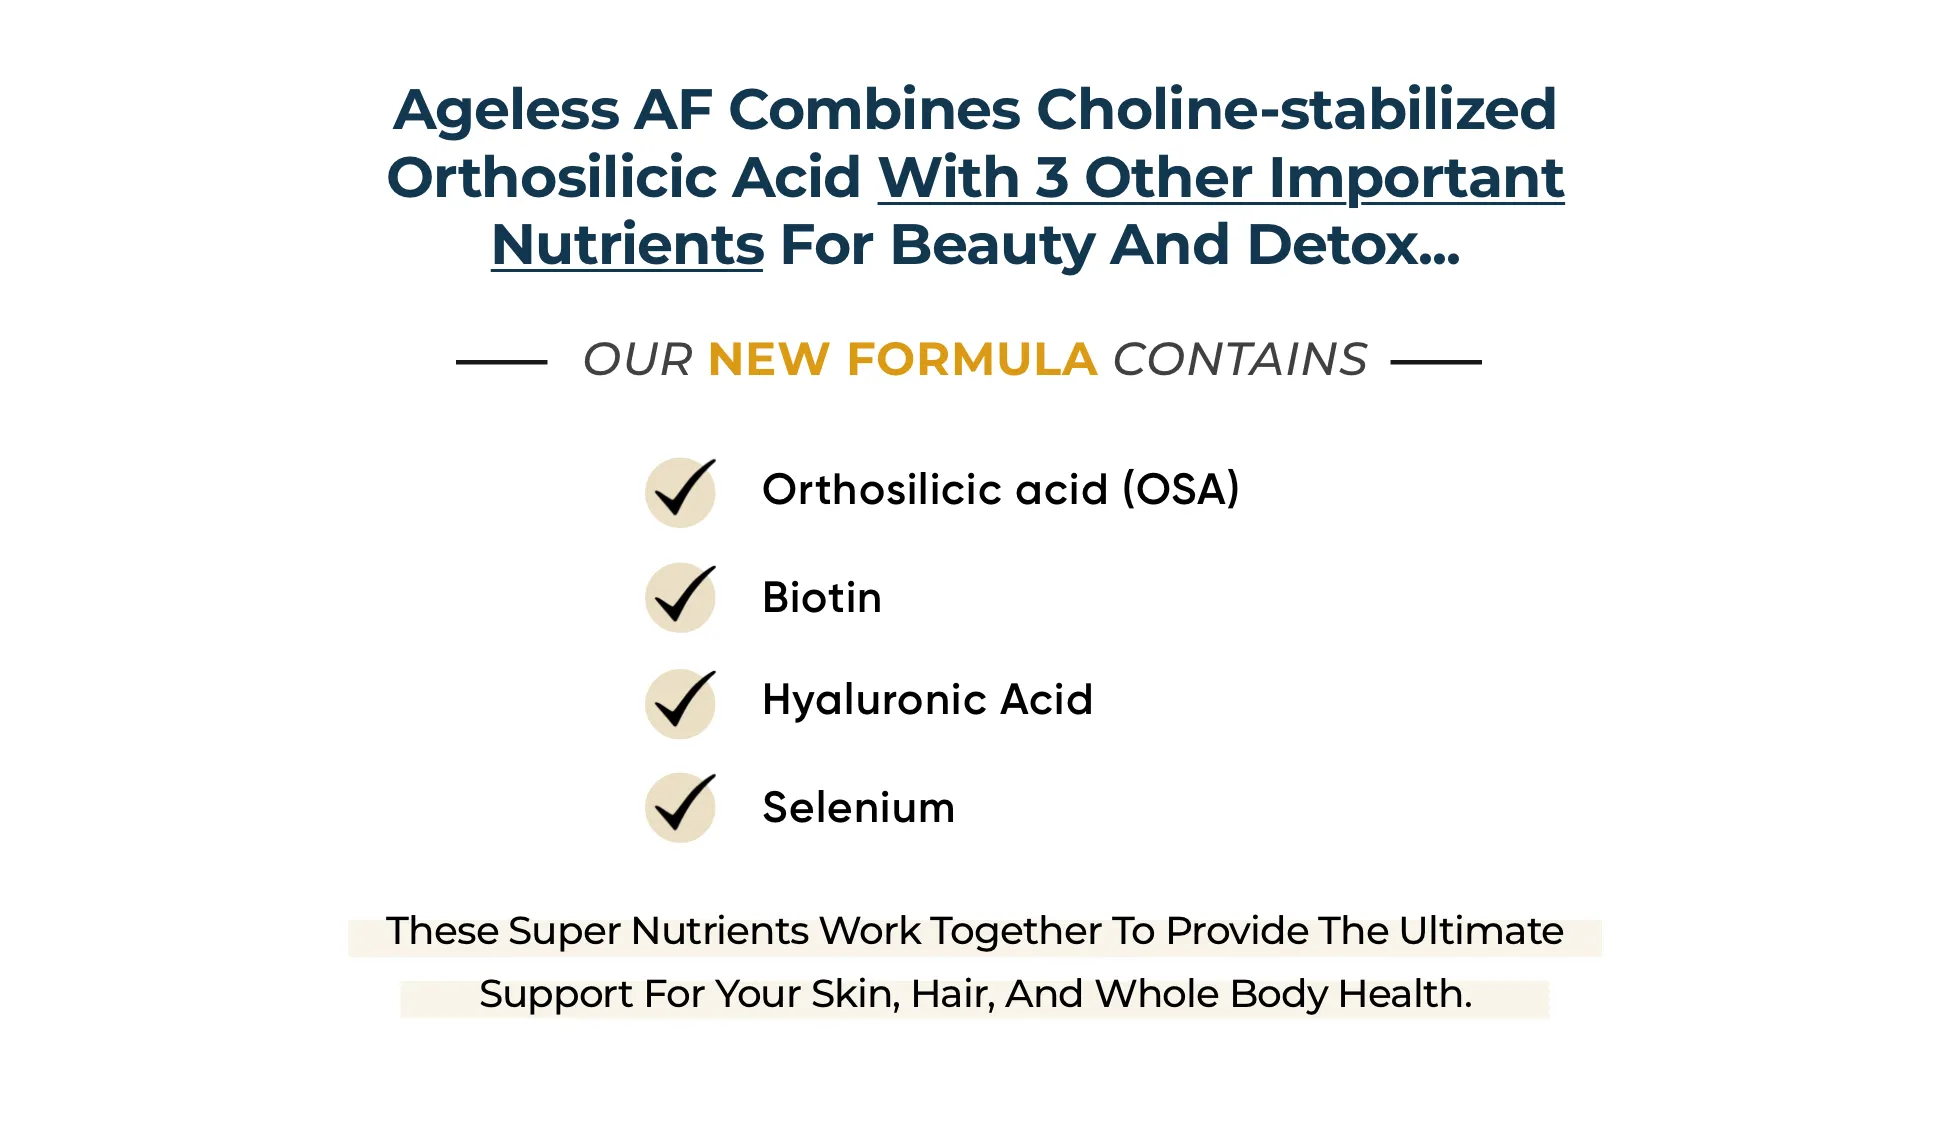 Ageless AF Combines Choline-stabilized
Orthosilicic Acid With 3 Other Important
Nutrients For Beauty And Detox...
OUR NEW FORMULA CONTAINS
Orthosilicic acid (OSA)
Biotin
Hyaluronic Acid
Selenium
These Super Nutrients Work Together To Provide The Ultimate
Support For Your Skin, Hair, And Whole Body Health.